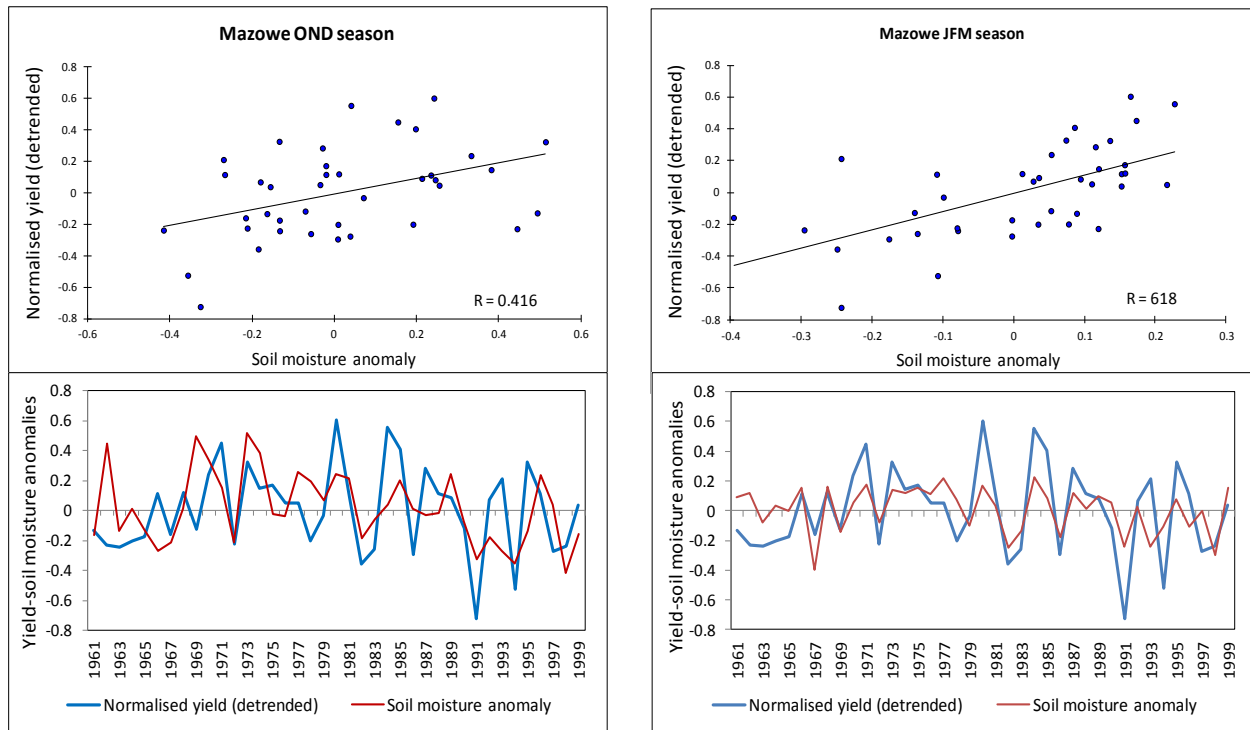 Mazowe OND season
Normalised yield (detrended)
0.8
0.6
0.4
0.2
0
-0.2
-0.4
-0.6
-0.8
R = 0.416
-0.6 -0.4 -0.2 0 0.2 0.4 0.6
Soil moisture anomaly
Mazowe JFM season
Normalised yield (detrended)
0.8
0.6
0.4
0.2
0
-0.2
-0.4
-0.6
-0.8
R = 618
-0.4 -0.3 -0.2 -0.1 0 0.1 0.2 0.3
Soil moisture anomaly
Yield-soil moisture anomalies
0.8
0.6
0.4
0.2
0
-0.2
-0.4
-0.6
-0.8
1961 1963 1965 1967 1969 1971 1973 1975 1977 1979 1981 1983 1985 1987 1989 1991 1993 1995 1997 1999
Normalised yield (detrended) Soil moisture anomaly
Yield-soil moisture anomalies
0.8
0.6
0.4
0.2
0
-0.2
-0.4
-0.6
-0.8
1961 1963 1965 1967 1969 1971 1973 1975 1977 1979 1981 1983 1985 1987 1989 1991 1993 1995 1997 1999
Normalised yield (detrended) Soil moisture anomaly